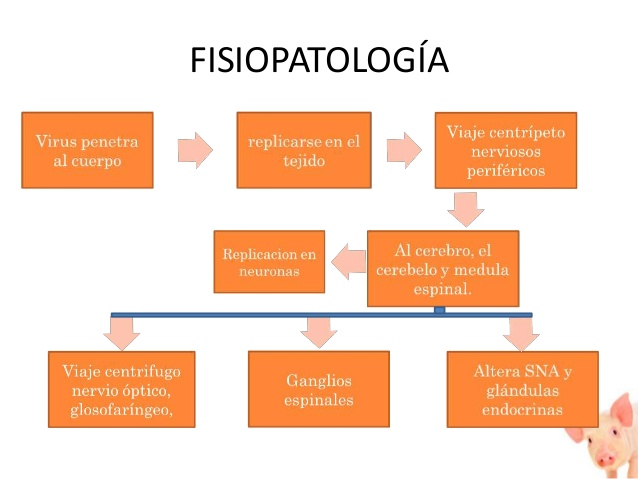 FISIOPATOLOGÍA
Virus penetra
al cuerpo
replicarse en el
tejido
Viaje centrípeto
nerviosos
periféricos
Al cerebro, el
cerebelo y medula
espinal.
Replicacion en
neuronas
Viaje centrifugo
nervio óptico,
glosofaríngeo,
Ganglios
espinales
Altera SNA y
glándulas
endocrinas